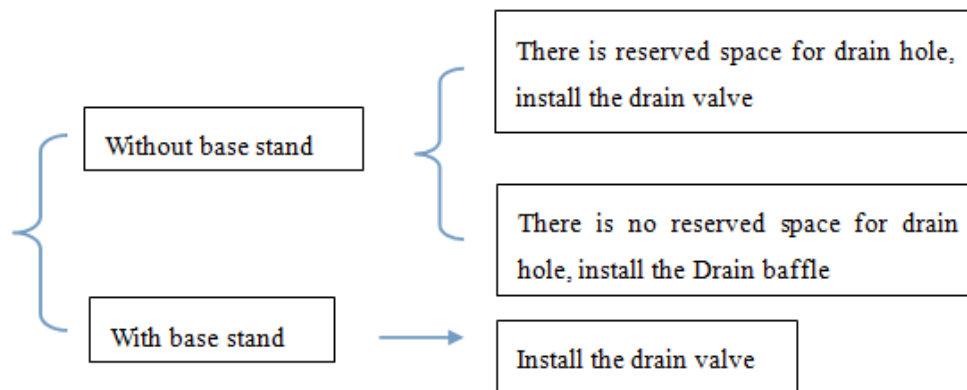 There is reserved space for drain hole,
install the drain valve
Without base stand
There is no reserved space for drain
hole, install the Drain baffle
With base stand
Install the drain valve